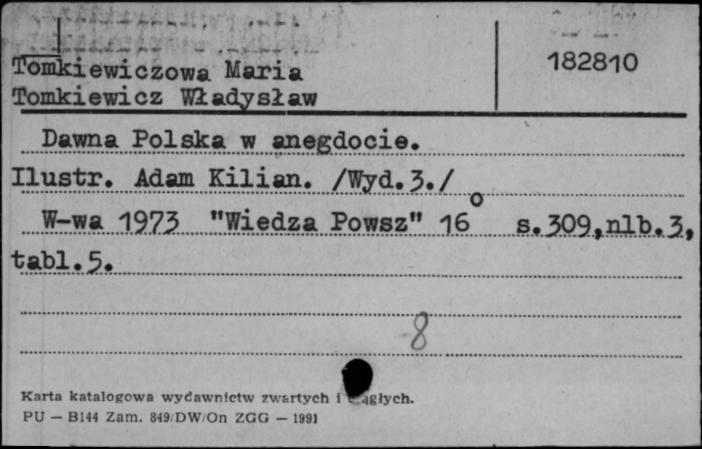 182810
Tomkiewiczowa Maria
Tomkiewicz Władysław
Dawna Polska w anegdocie.
Ilustr. Adam Kilian. /Wyd.3./
W-wa 1973 "Wiedza Powsz" 16° s.309,nlb.3,
tabl.5.
8
Karta katalogowa wydawnictw zwartych i
PU — B144 Zam. 849/DW/On ZGG — 1991